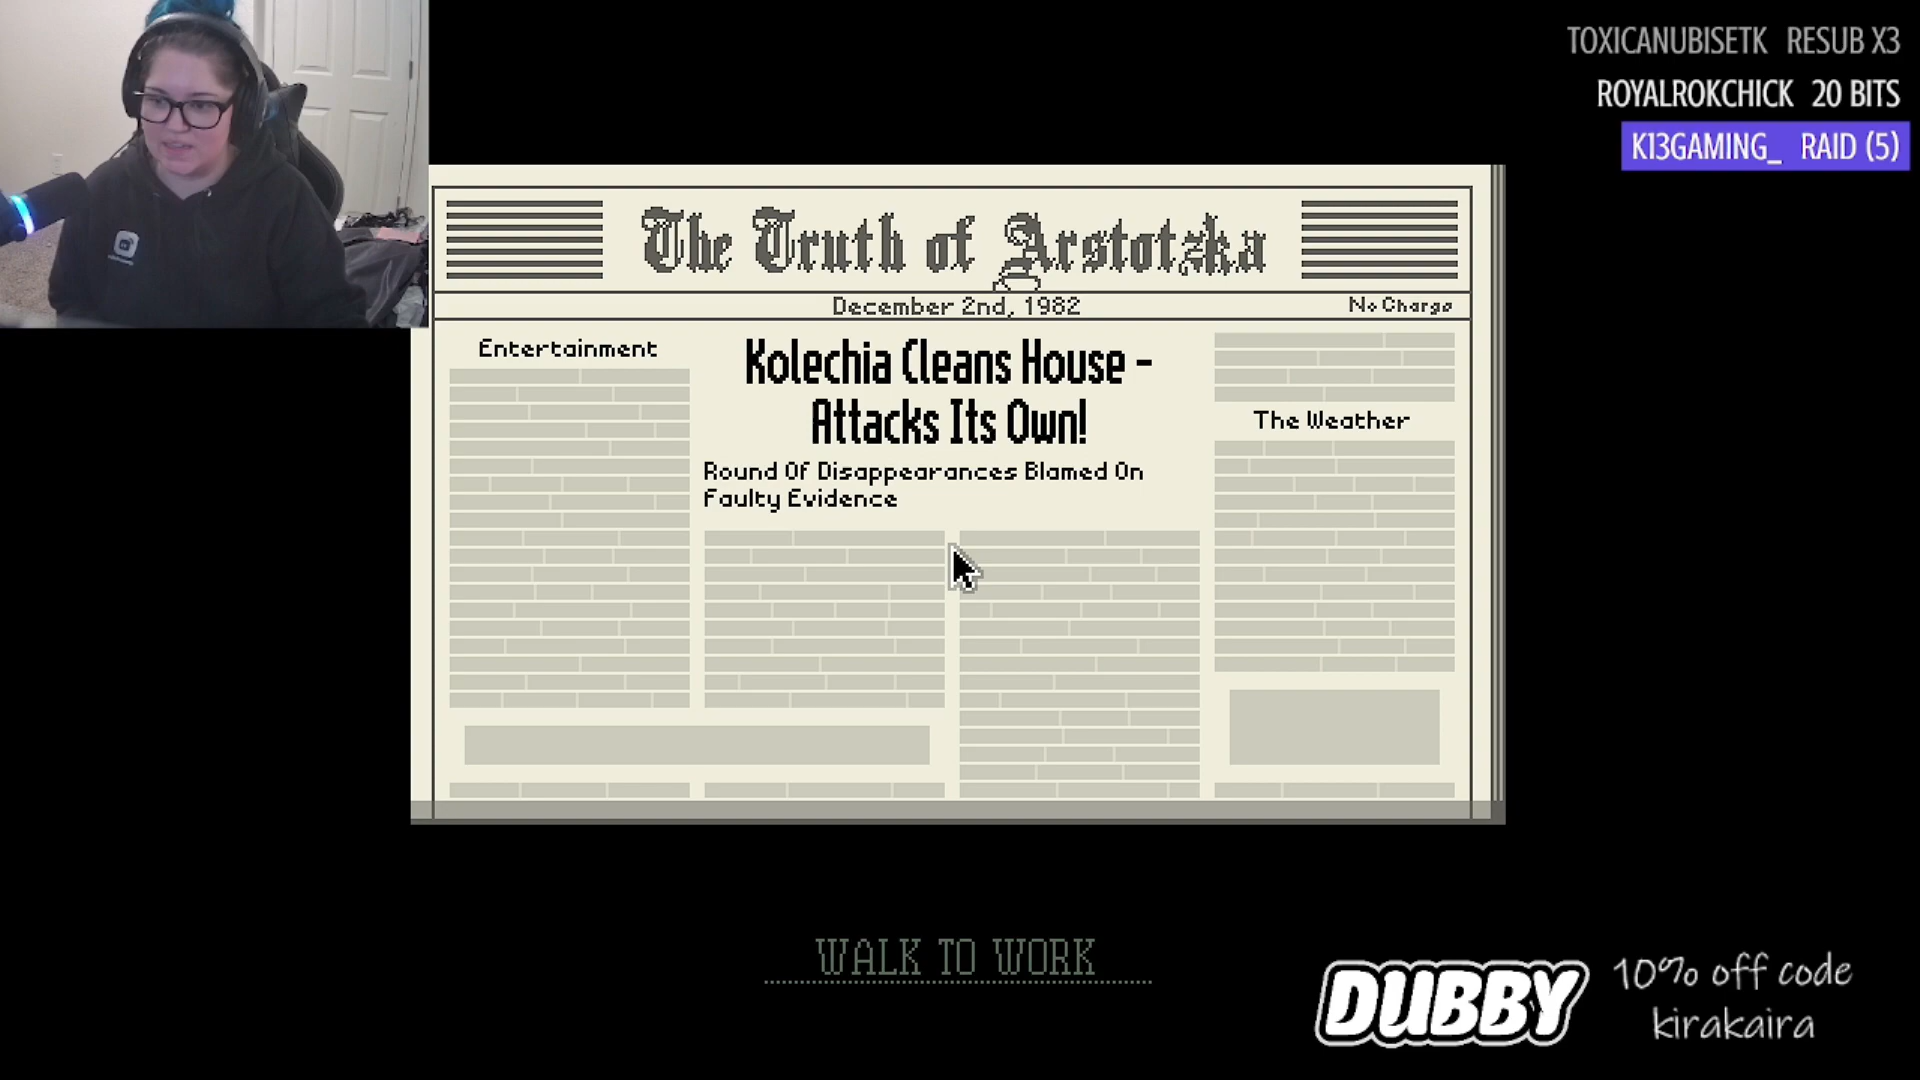 TOXICANUBISETK RESUB X3
ROYALROKCHICK 20 BITS
K13GAMING_ RAID (5)
The Truth of Arstotzka
December 2nd, 1982
No Charge
Entertainment
Kolechia Cleans House -
Attacks Its Own!
Round Of Disappearances Blamed On
Faulty Evidence
The Weather
WALK TO WORK
DUBBY
10% off code
kirakaira